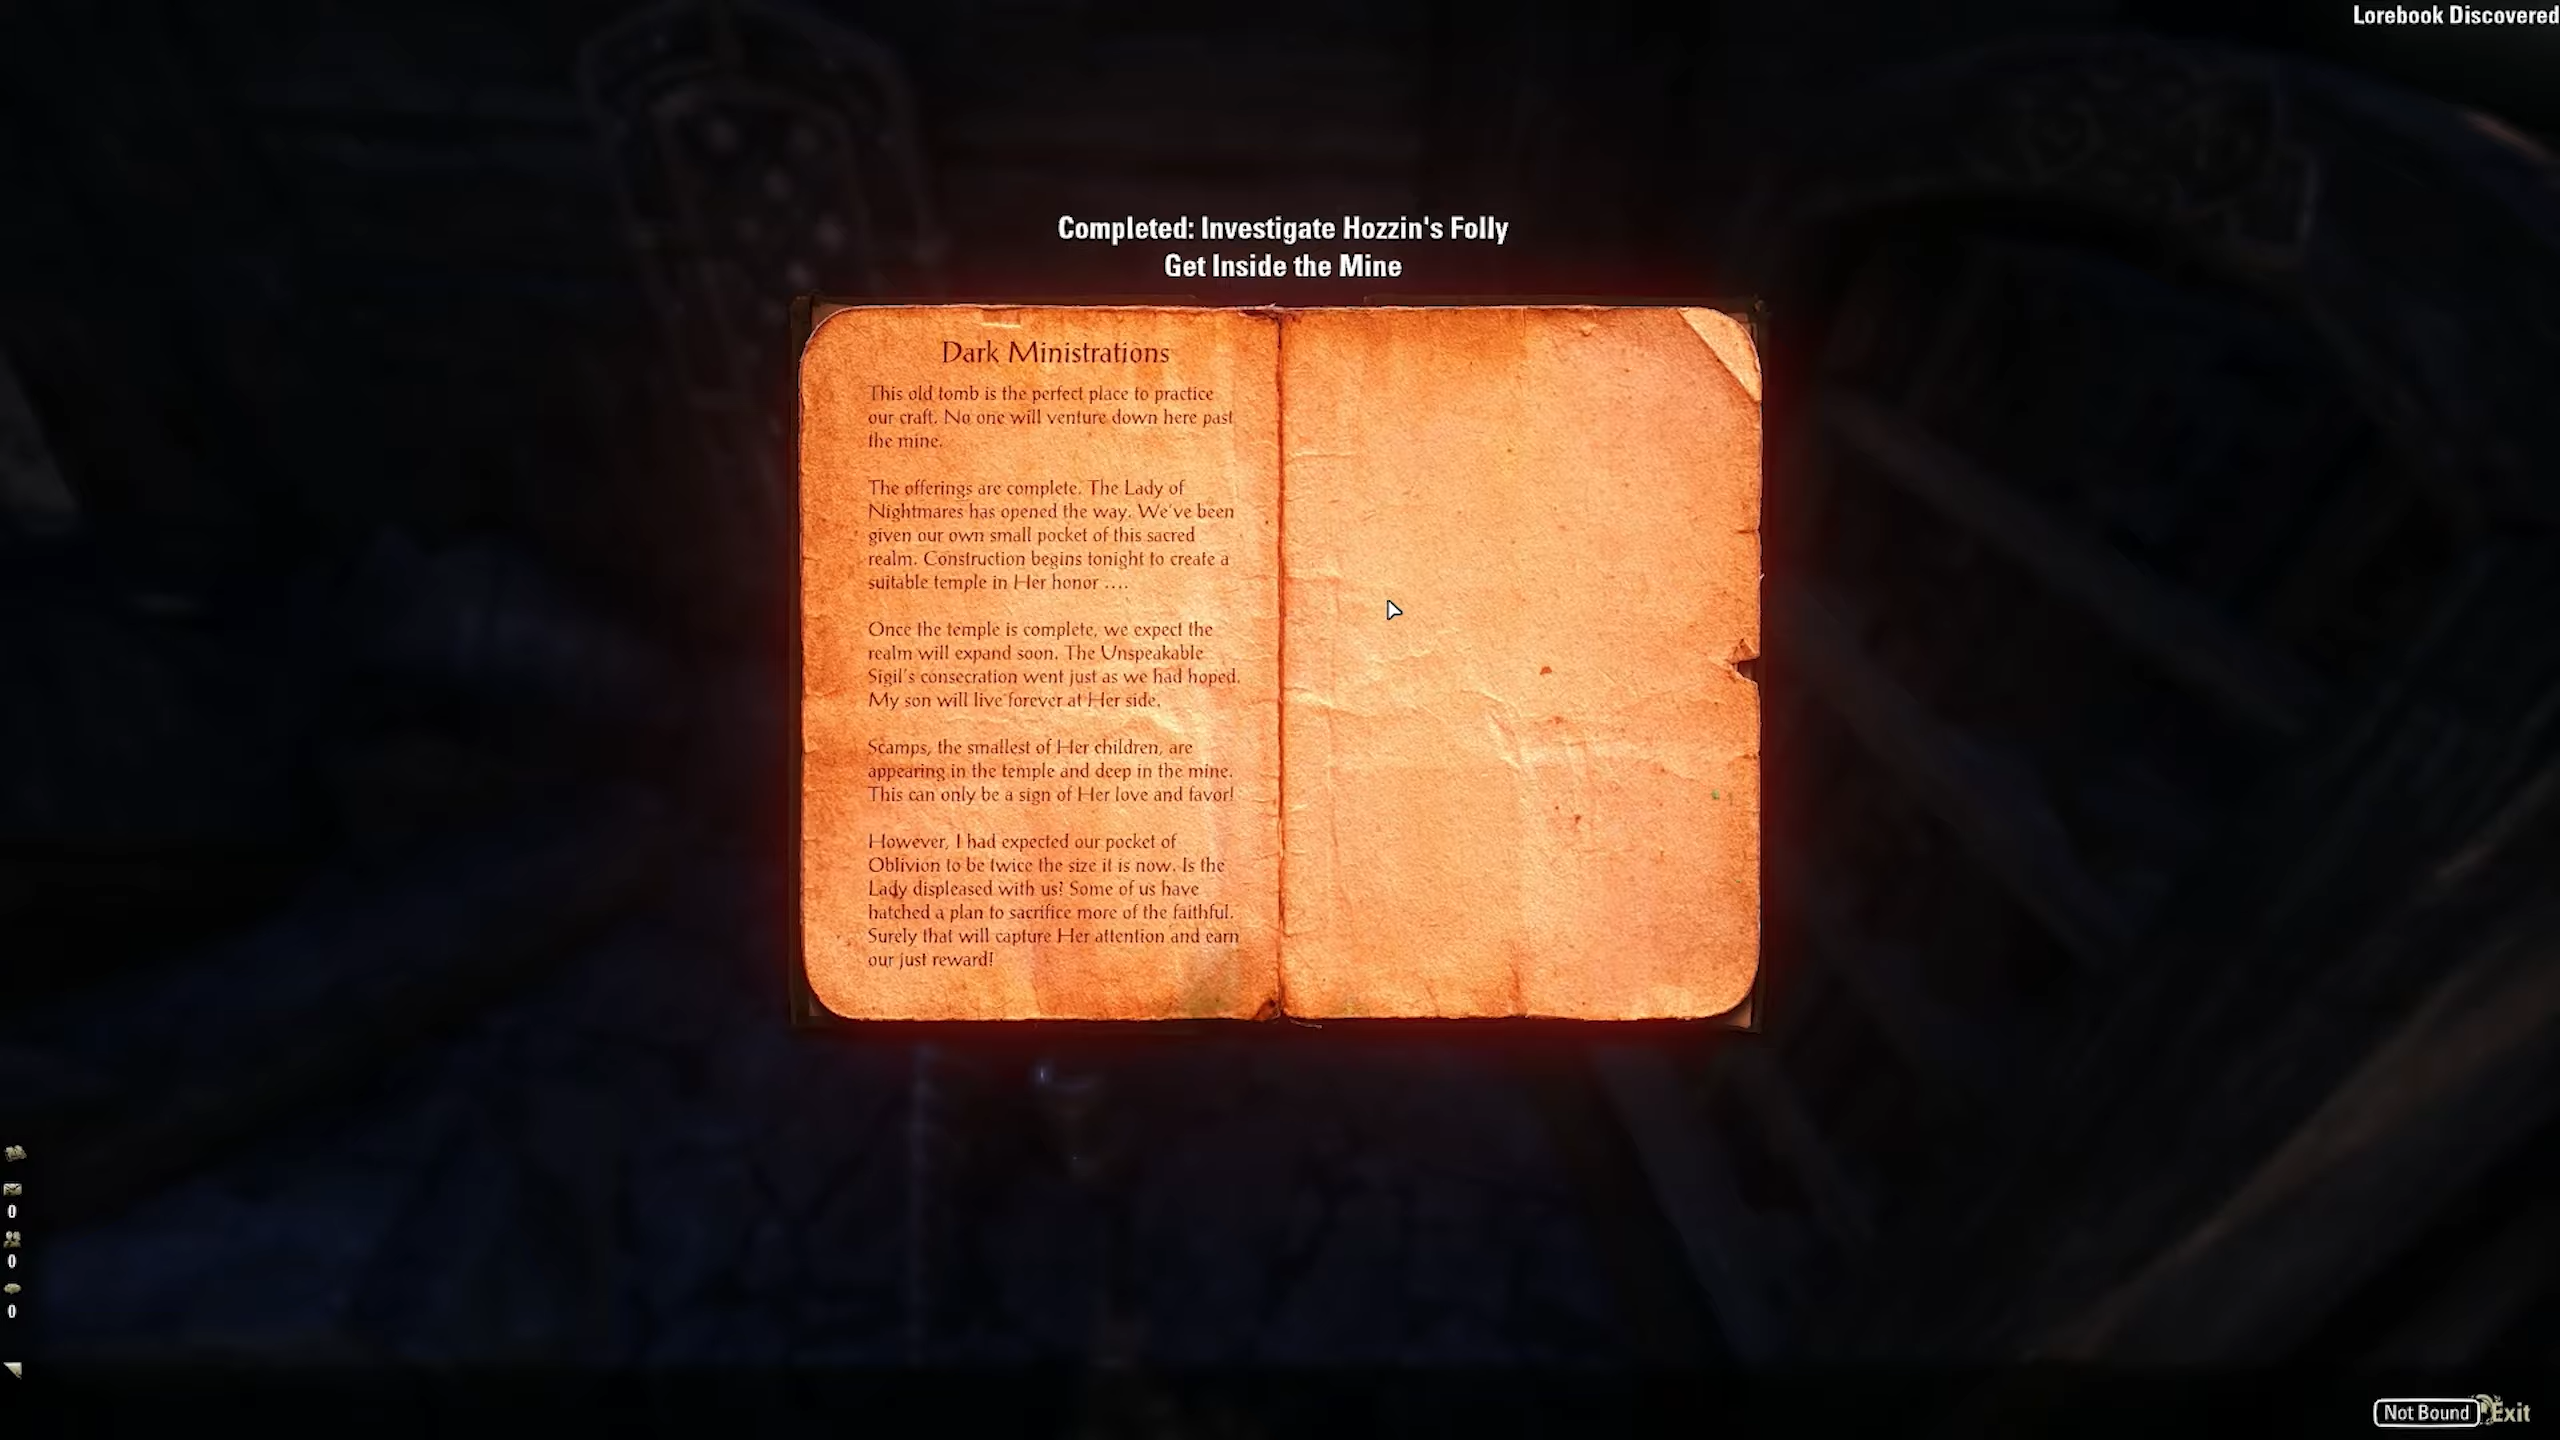 Lorebook Discovered
Completed: Investigate Hozzin's Folly
Get Inside the Mine
Dark Ministrations
This old tomb is the perfect place to practice
our craft. No one will venture down here past
the mine.
The offerings are complete. The Lady of
Nightmares has opened the way. We've been
given our own small pocket of this sacred
realm. Construction begins tonight to create a
suitable temple in Her honor ....
Once the temple is complete, we expect the
realm will expand soon. The Unspeakable
Sigil's consecration went just as we had hoped.
My son will live forever at Her side.
Scamps, the smallest of Her children, are
appearing in the temple and deep in the mine.
This can only be a sign of Her love and favor!
However, I had expected our pocket of
Oblivion to be twice the size it is now. Is the
Lady displeased with us? Some of us have
hatched a plan to sacrifice more of the faithful.
Surely that will capture Her attention and earn
our just reward!
0
0
0
Not Bound Exit